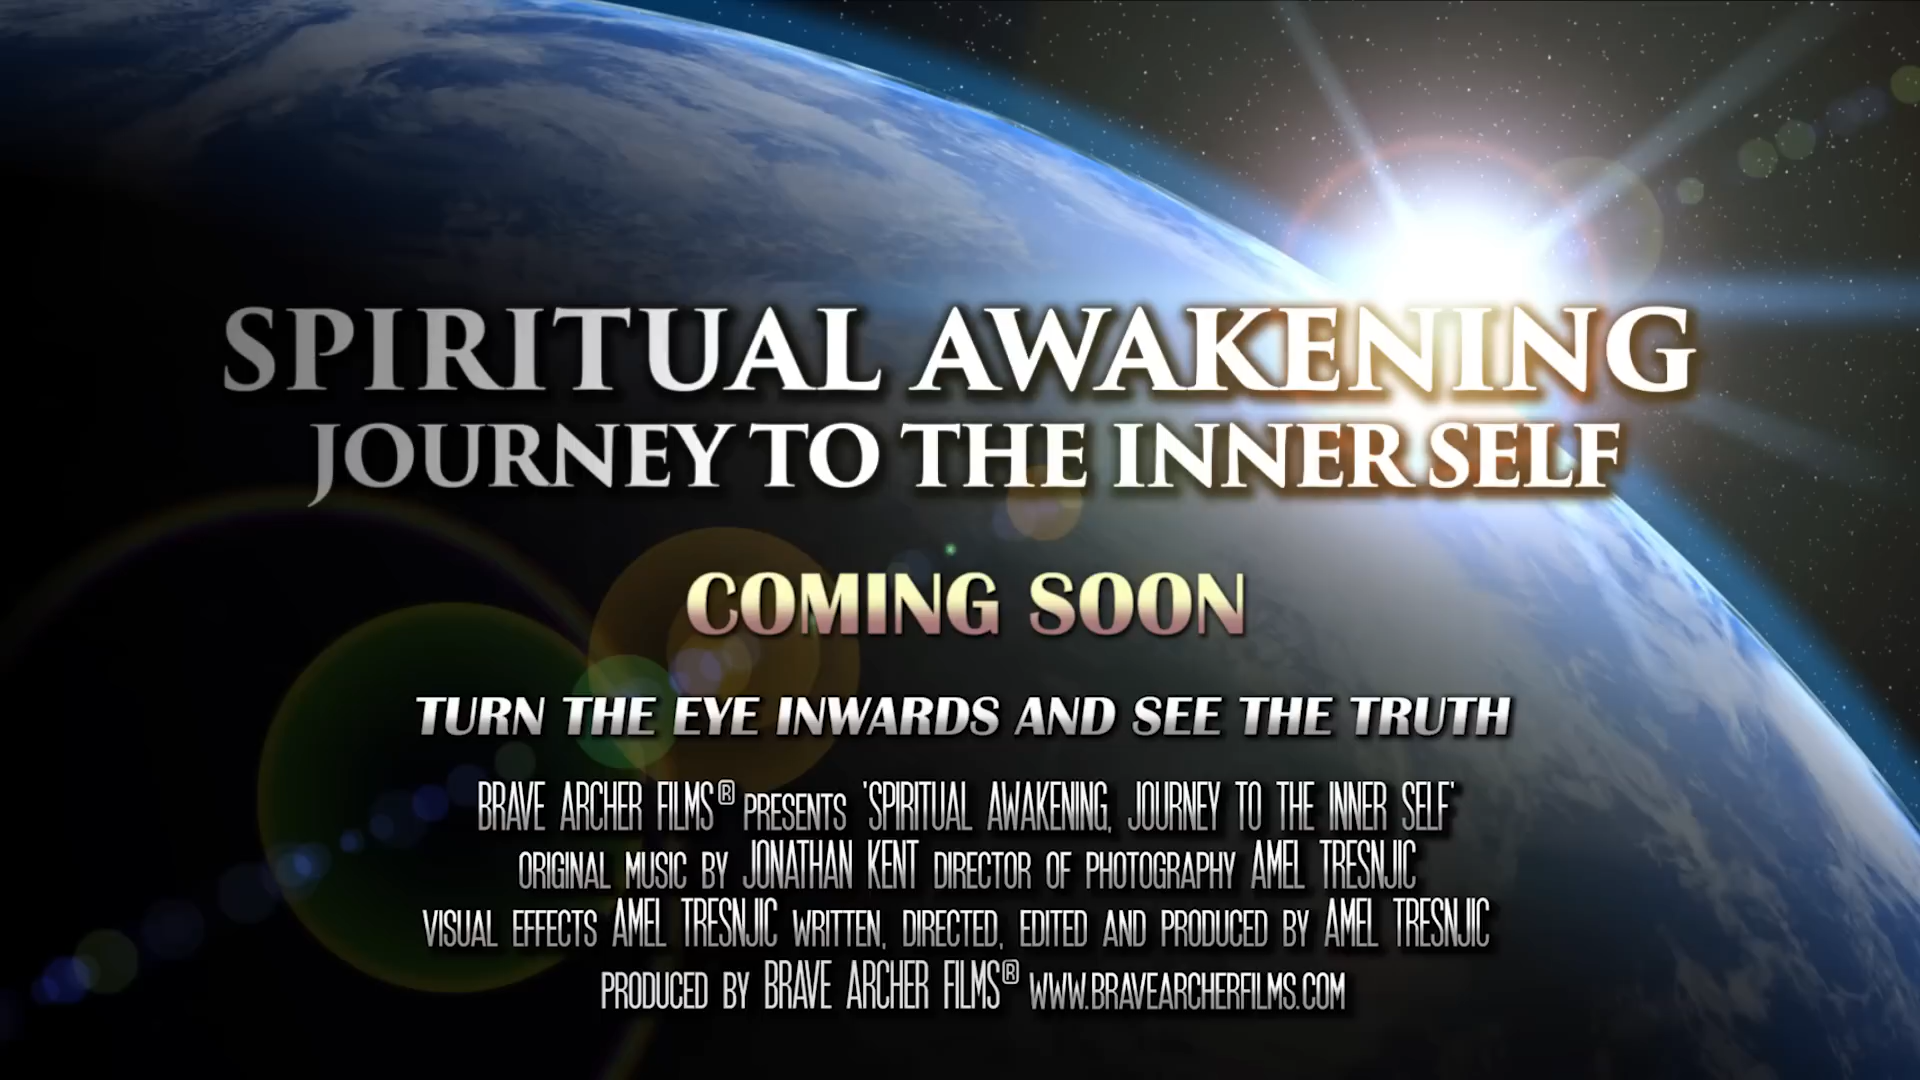 SPIRITUAL AWAKENING
JOURNEY TO THE INNER SELF
COMING SOON
TURN THE EYE INWARDS AND SEE THE TRUTH
BRAVE ARCHER FILMS® PRESENTS 'SPIRITUAL AWAKENING, JOURNEY TO THE INNER SELF'
ORIGINAL MUSIC BY JONATHAN KENT DIRECTOR OF PHOTOGRAPHY AMEL TRESNJIC
VISUAL EFFECTS AMEL TRESNJIC WRITTEN, DIRECTED, EDITED AND PRODUCED BY AMEL TRESNJIC
PRODUCED BY BRAVE ARCHER FILMS® WWW.BRAVEARCHERFILMS.COM